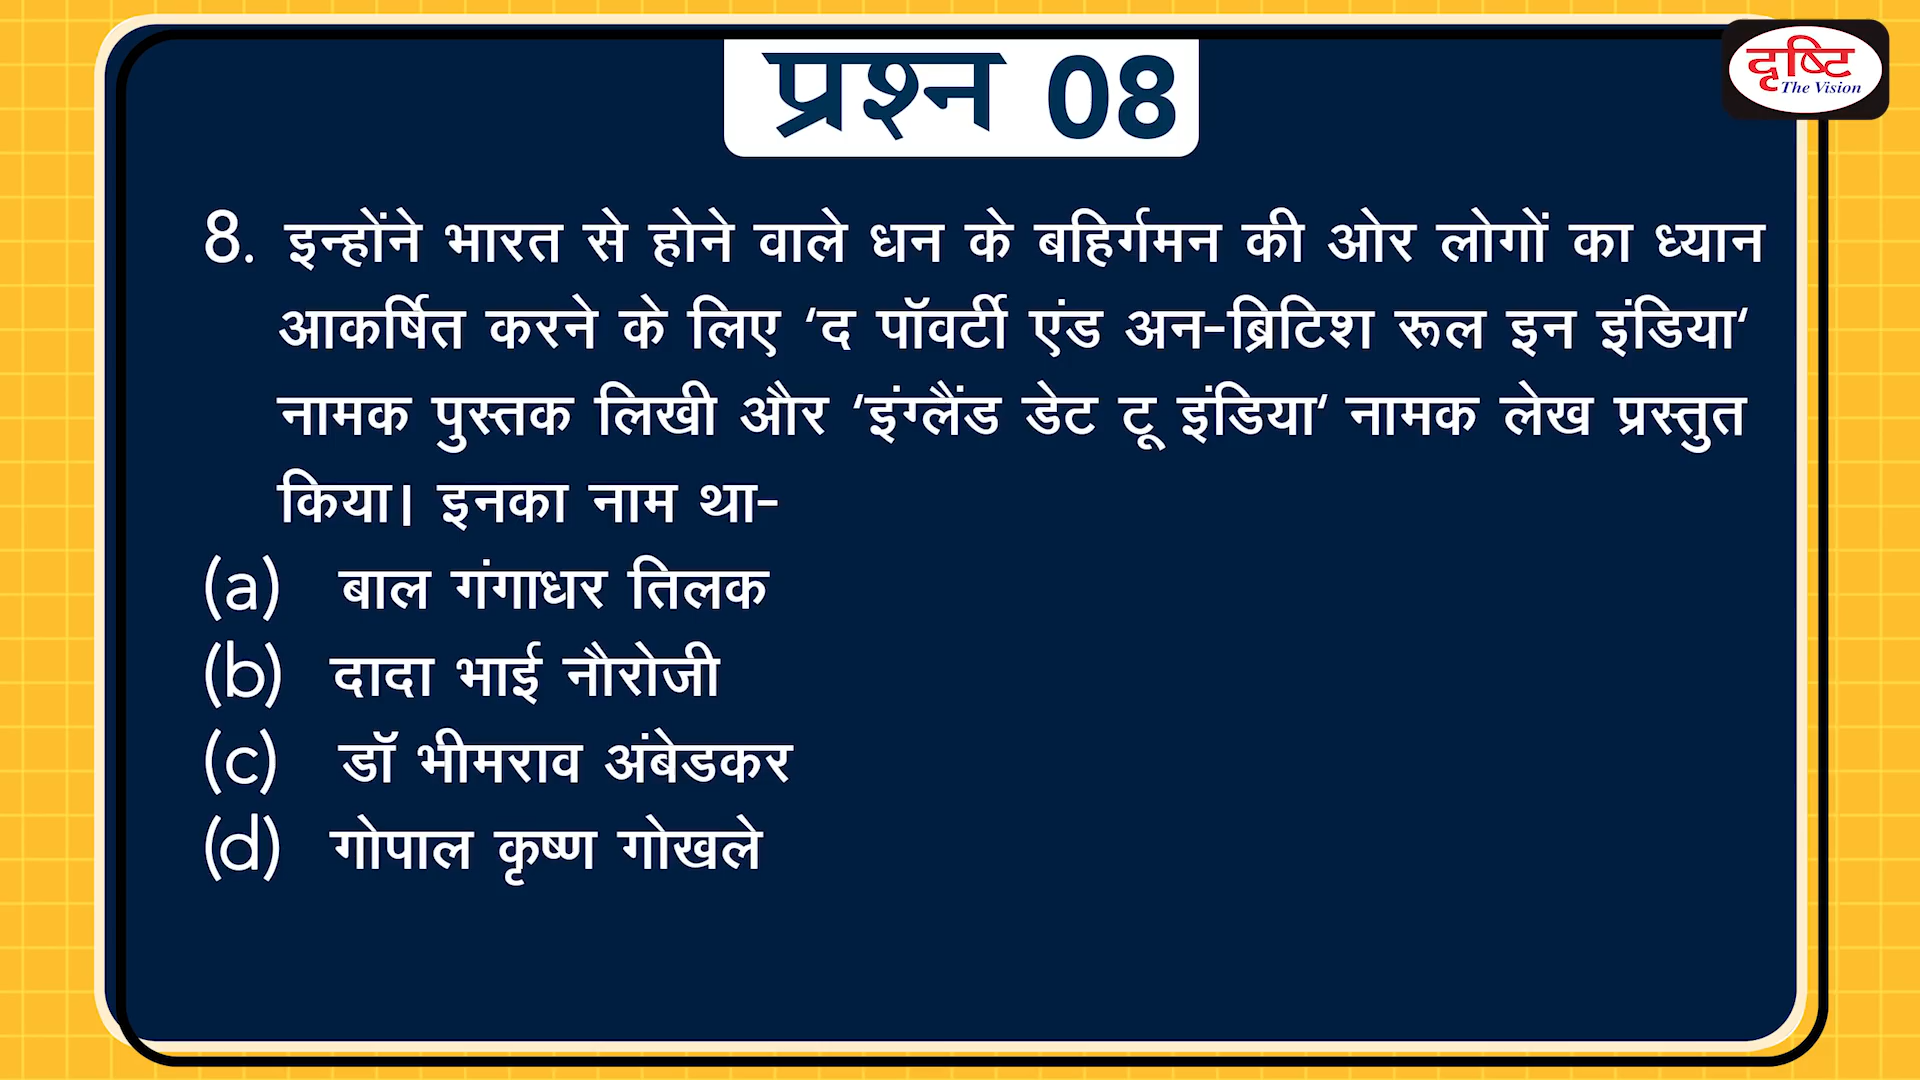 दृष्टि
The Vision
प्रश्न 08
8. इन्होंने भारत से होने वाले धन के बहिर्गमन की ओर लोगों का ध्यान
आकर्षित करने के लिए ‘द पॉवर्टी एंड अन-ब्रिटिश रूल इन इंडिया‘
नामक पुस्तक लिखी और ‘इंग्लैंड डेट टू इंडिया‘ नामक लेख प्रस्तुत
किया। इनका नाम था-
(a) बाल गंगाधर तिलक
(b) दादा भाई नौरोजी
(c) डॉ भीमराव अंबेडकर
(d) गोपाल कृष्ण गोखले